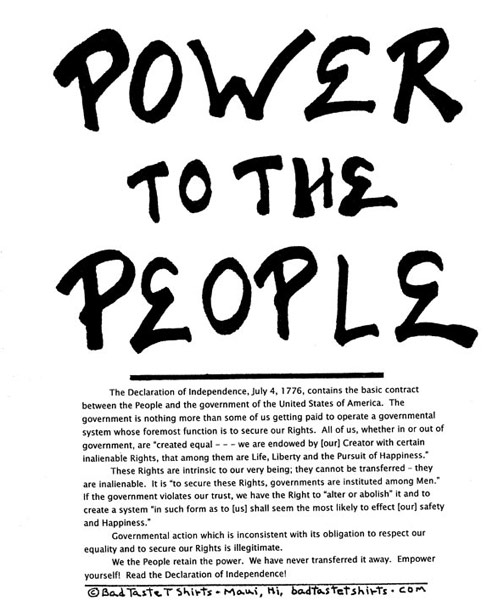 POWER
TO THE
PEOPLE
The Declaration of Independence, July 4, 1776, contains the basic contract
between the People and the government of the United States of America.  The
government is nothing more than some of us getting paid to operate a governmental
system whose foremost function is to secure our Rights.  All of us, whether in or out of
government, are "created equal - - - we are endowed by [our] Creator with certain
inalienable Rights, that among them are Life, Liberty and the Pursuit of Happiness."
These Rights are intrinsic to our very being; they cannot be transferred - they
are inalienable.  It is "to secure these Rights, governments are instituted among Men."
If the government violates our trust, we have the Right to "alter or abolish" it and to
create a system "in such form as to [us] shall seem the most likely to effect [our] safety
and Happiness."
Governmental action which is inconsistent with its obligation to respect our
equality and to secure our Rights is illegitimate.
We the People retain the power.  We have never transferred it away.  Empower
yourself!  Read the Declaration of Independence!
© Bad Taste T Shirts - Maui, Hi, badtastetshirts.com